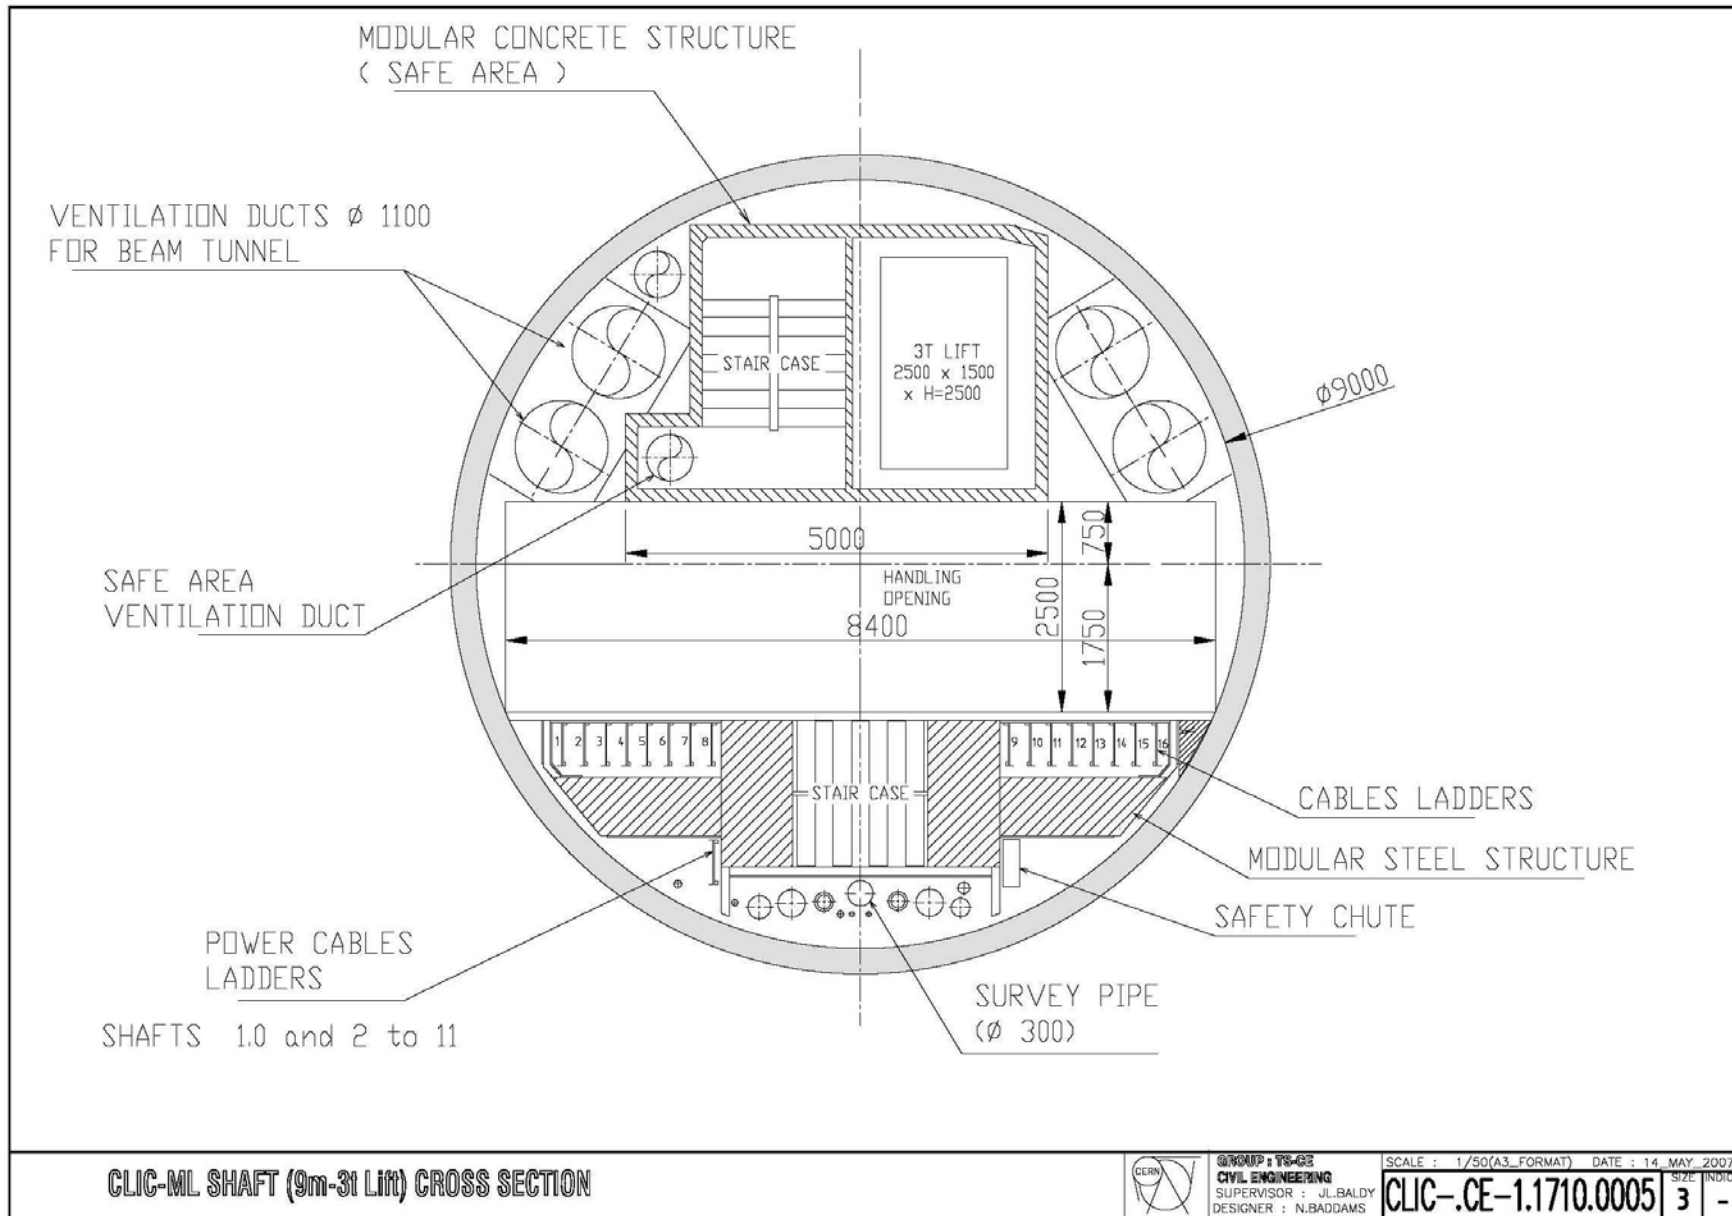 MODULAR CONCRETE STRUCTURE
( SAFE AREA )
VENTILATION DUCTS Ø 1100
FOR BEAM TUNNEL
STAIR CASE
3T LIFT
2500 x 1500
x H=2500
Ø9000
SAFE AREA
VENTILATION DUCT
5000
750
HANDLING
OPENING
2500
8400
1750
1 2 3 4 5 6 7 8
9 10 11 12 13 14 15 16
STAIR CASE
CABLES LADDERS
MODULAR STEEL STRUCTURE
SAFETY CHUTE
POWER CABLES
LADDERS
SURVEY PIPE
(Ø 300)
SHAFTS 1.0 and 2 to 11
CLIC-ML SHAFT (9m-3t Lift) CROSS SECTION
CERN
GROUP : TS-CE
CIVIL ENGINEERING
SUPERVISOR : JL.BALDY
DESIGNER : N.BADDAMS
SCALE : 1/50(A3_FORMAT) DATE : 14_MAY_2007
CLIC-.CE-1.1710.0005
SIZE
3
-